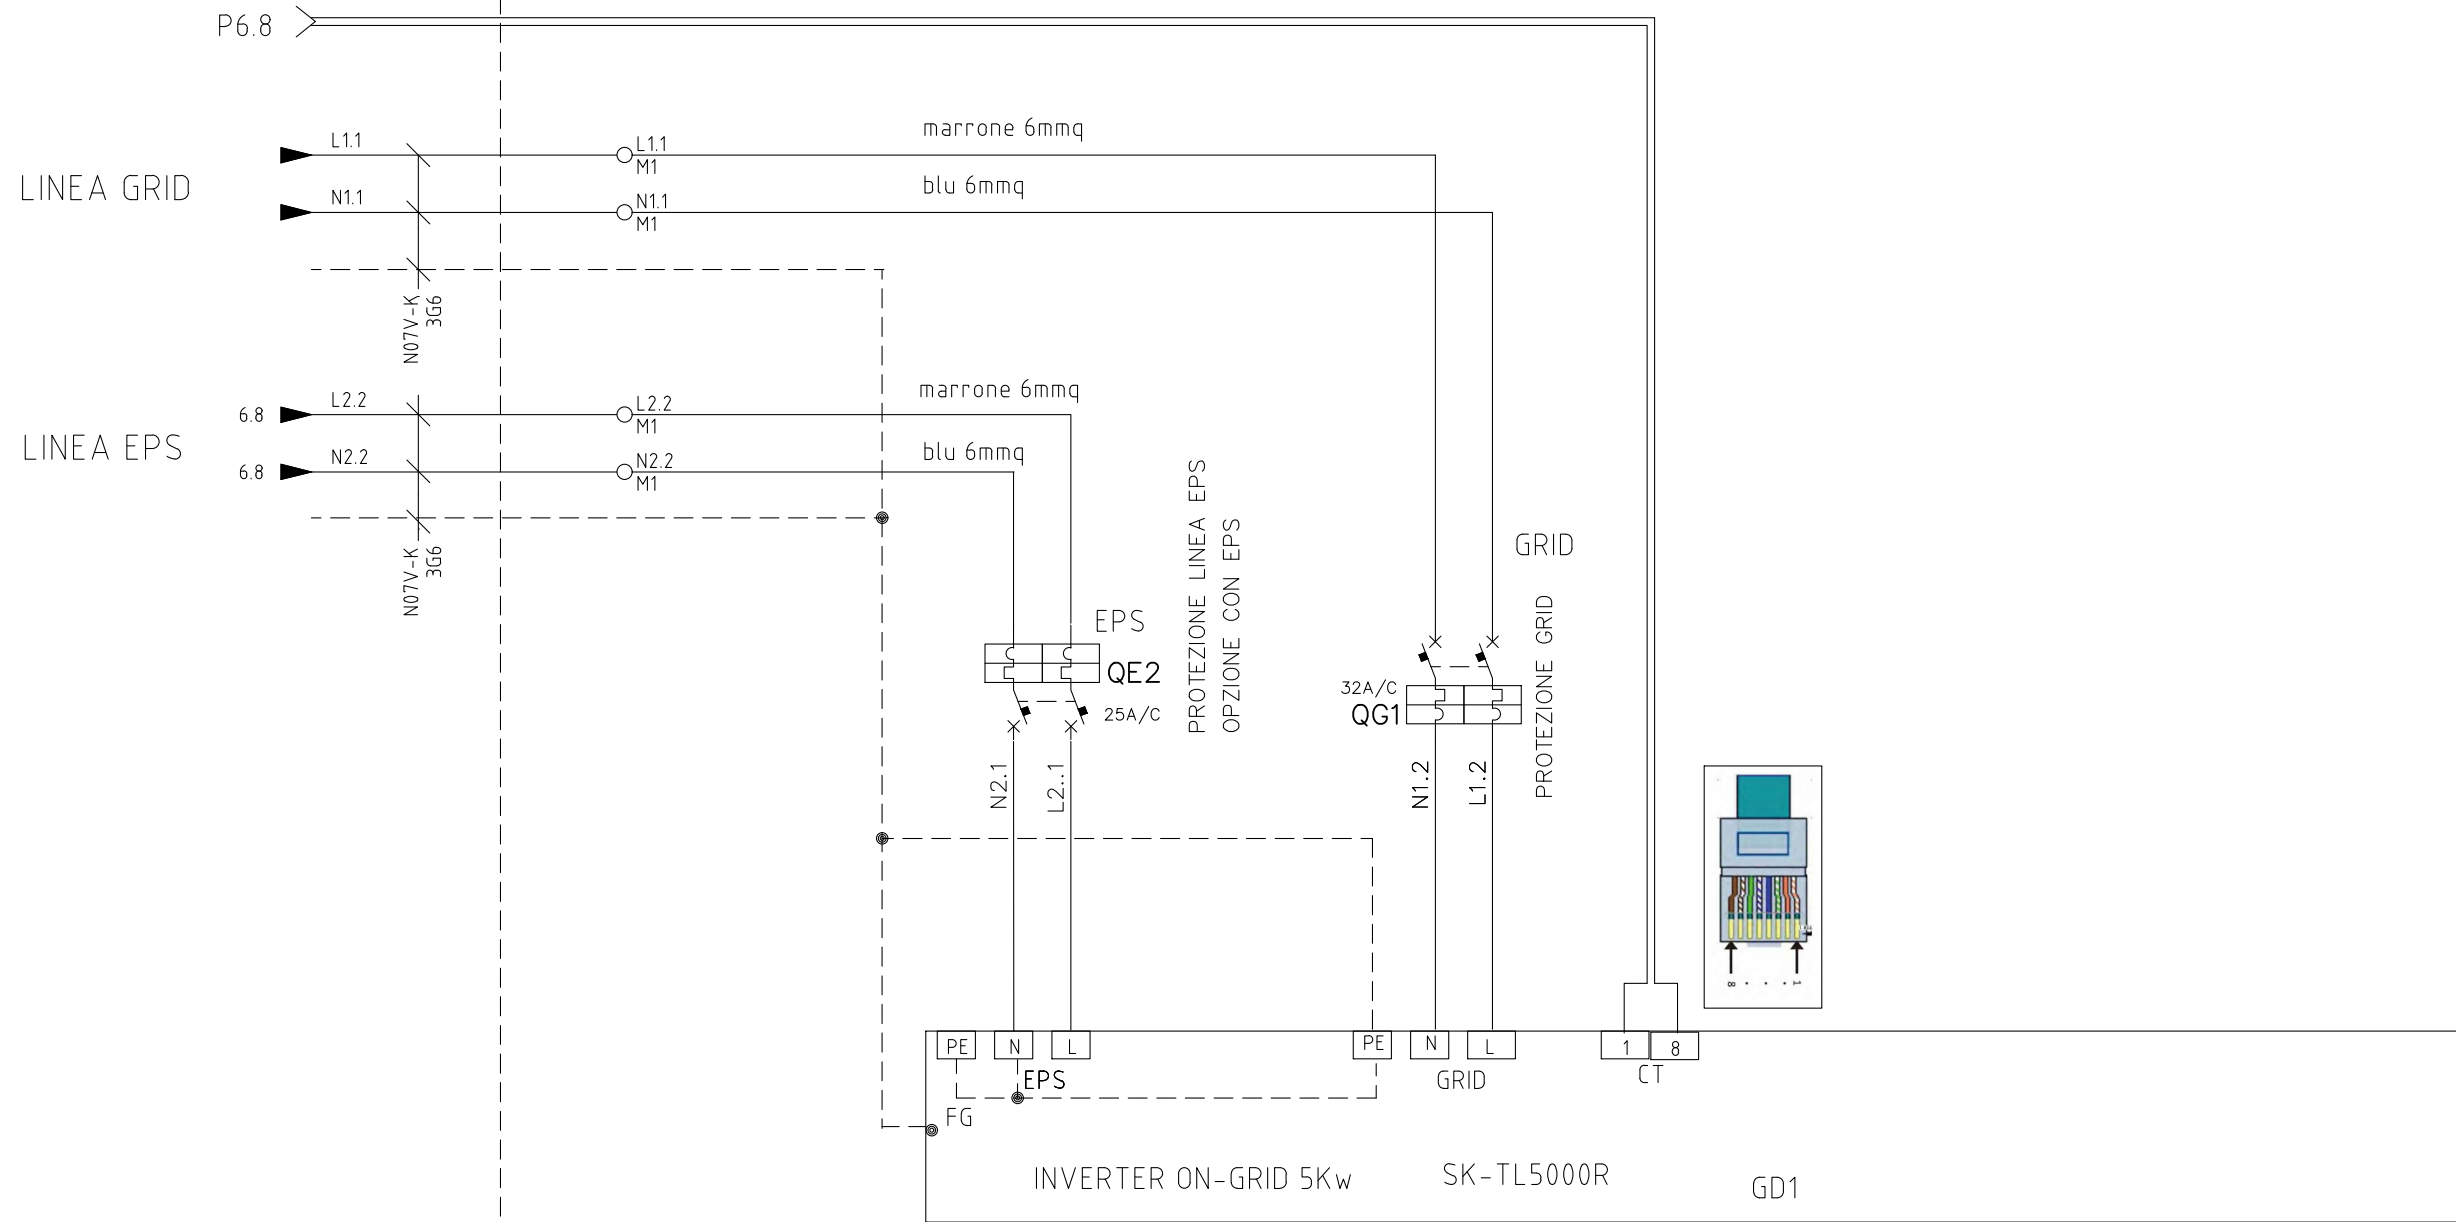 P6.8
L1.1
L1.1
M1
marrone 6mmq
LINEA GRID
N1.1
N1.1
M1
blu 6mmq
N07V-K
3G6
6.8
L2.2
L2.2
M1
marrone 6mmq
LINEA EPS
6.8
N2.2
N2.2
M1
blu 6mmq
N07V-K
3G6
PROTEZIONE LINEA EPS
OPZIONE CON EPS
GRID
EPS
QE2
25A/C
32A/C
QG1
PROTEZIONE GRID
N2.1
L2..1
N1.2
L1.2
8 . . . 1
PE
N
L
PE
N
L
1
8
EPS
GRID
CT
FG
INVERTER ON-GRID 5Kw
SK-TL5000R
GD1